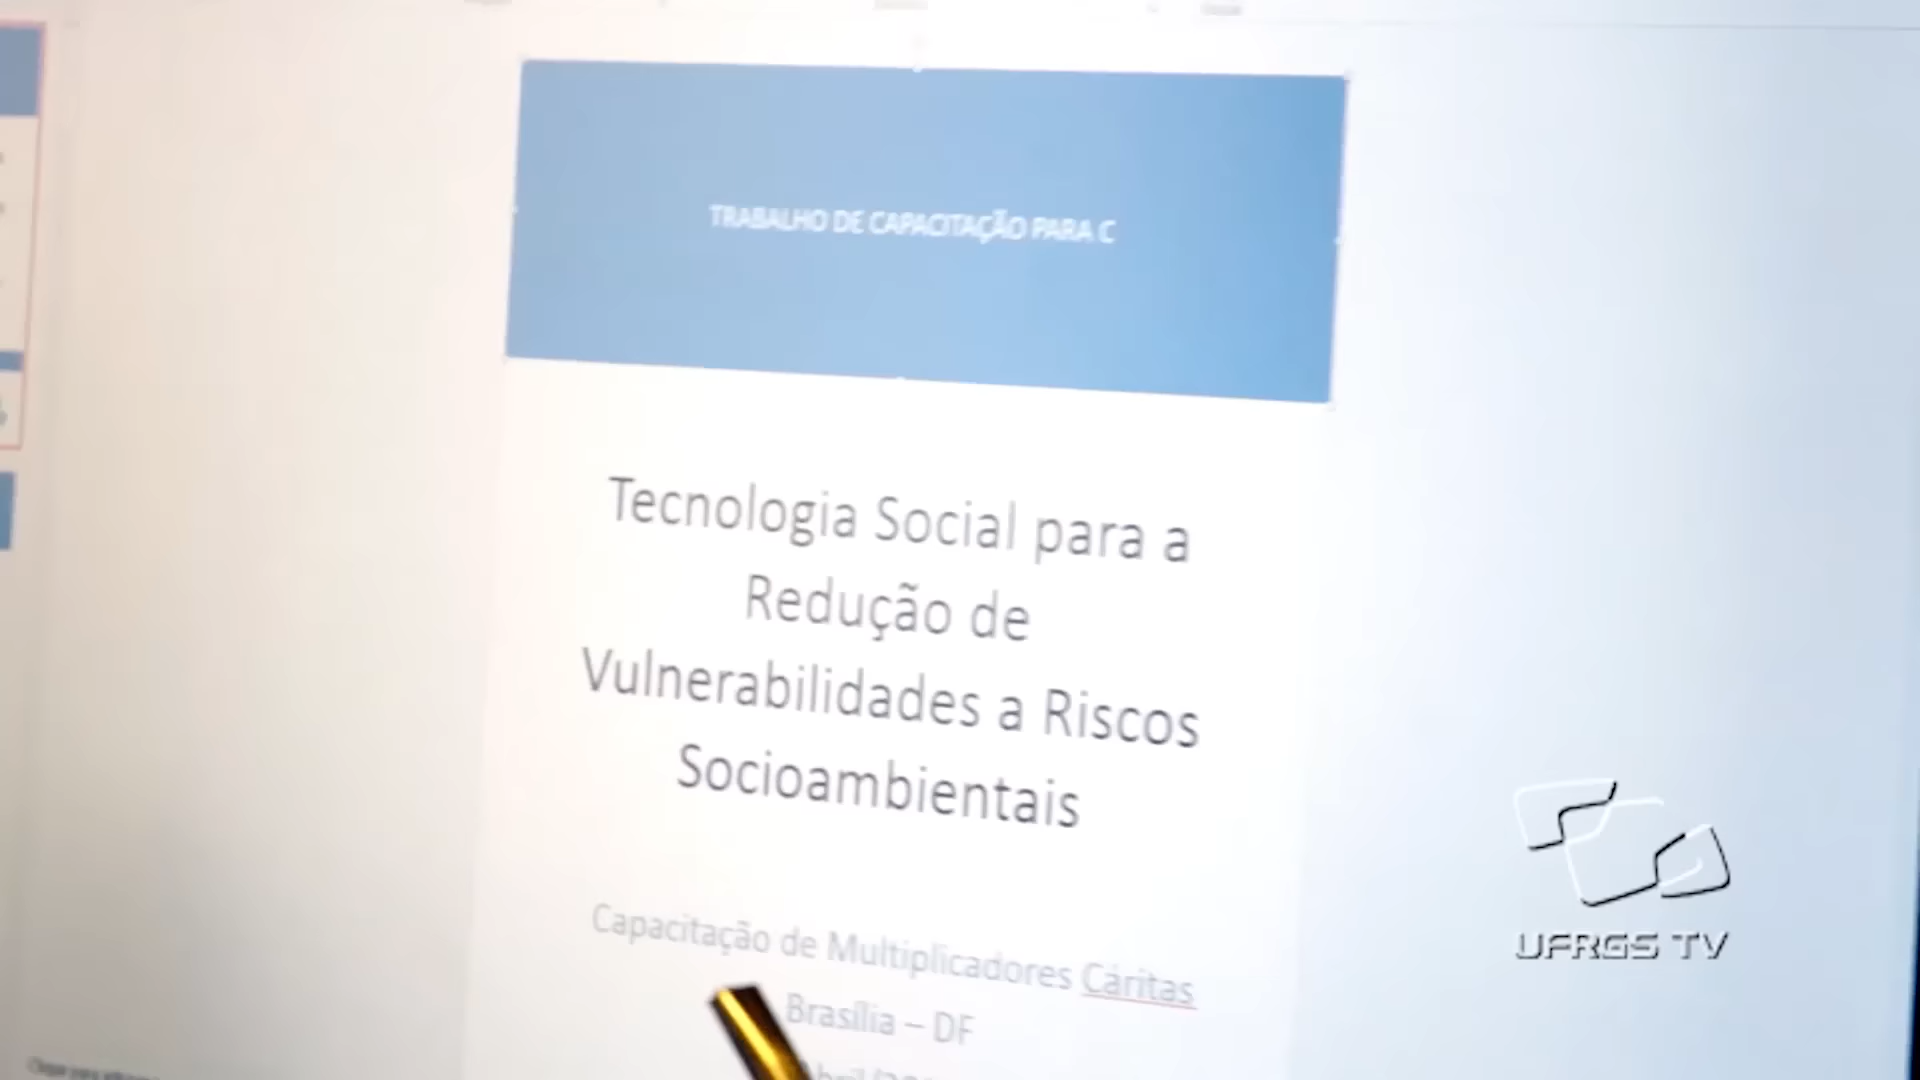 TRABALHO DE CAPACITAÇÃO PARA C
Tecnologia Social para a
Redução de
Vulnerabilidades a Riscos
Socioambientais
Capacitação de Multiplicadores Cáritas
Brasília – DF
UFRGS TV